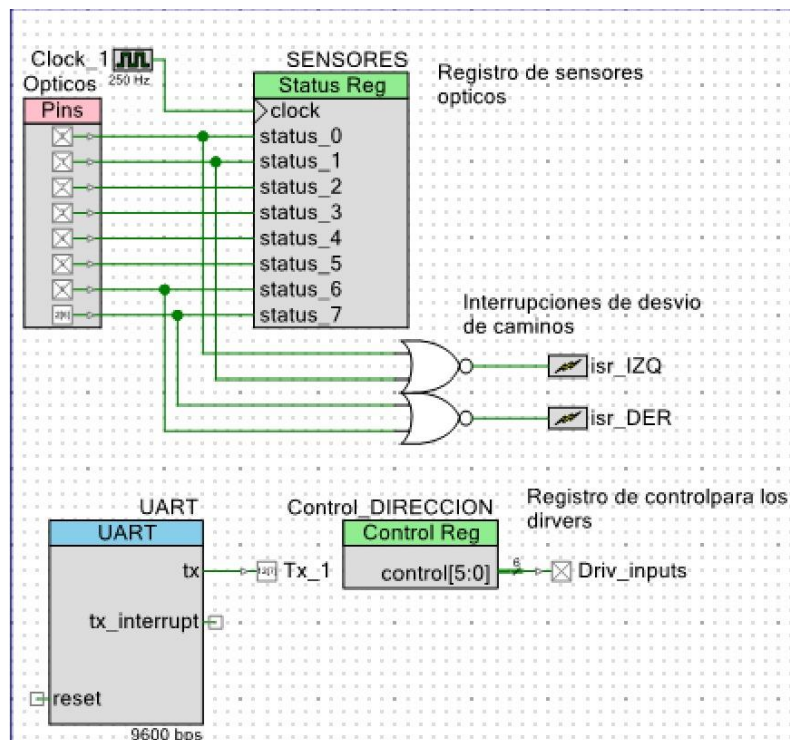 Clock_1
250 Hz
Opticos
Pins
SENSORES
Status Reg
clock
status_0
status_1
status_2
status_3
status_4
status_5
status_6
status_7
Registro de sensores
opticos
Interrupciones de desvio
de caminos
isr_IZQ
isr_DER
UART
UART
tx
Tx_1
tx_interrupt
reset
9600 bps
Control_DIRECCION
Control Reg
control[5:0]
6
Driv_inputs
Registro de controlpara los
dirvers